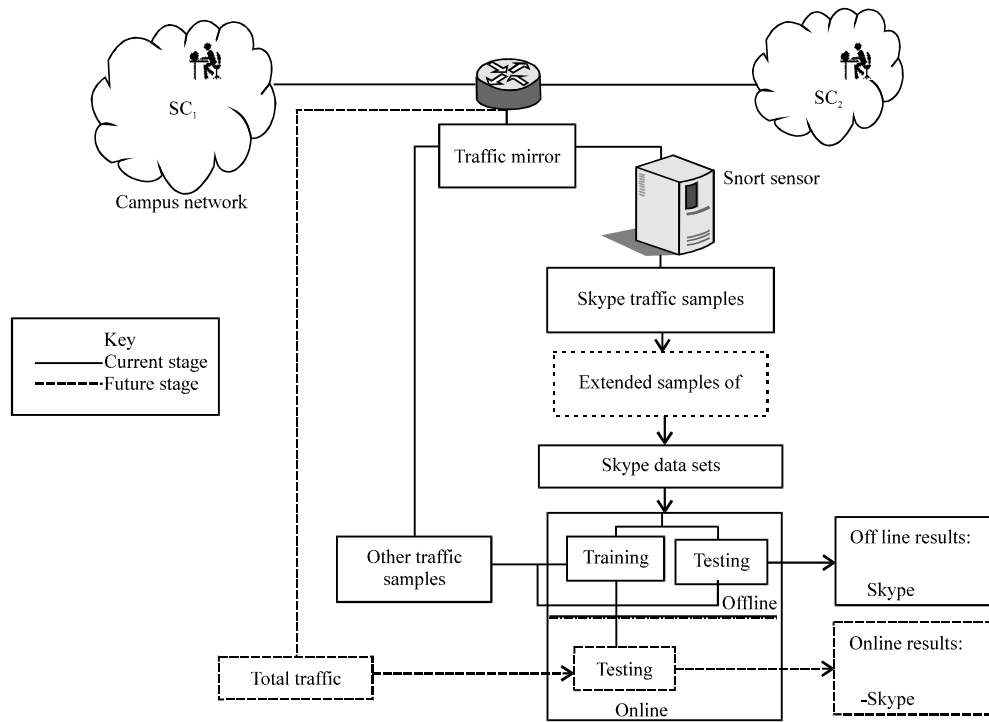 SC₁
SC₂
Campus network
Traffic mirror
Snort sensor
Skype traffic samples
Key
Current stage
Future stage
Extended samples of
Skype data sets
Other traffic
samples
Training
Testing
Offline
Off line results:
Skype
Total traffic
Testing
Online
Online results:
-Skype